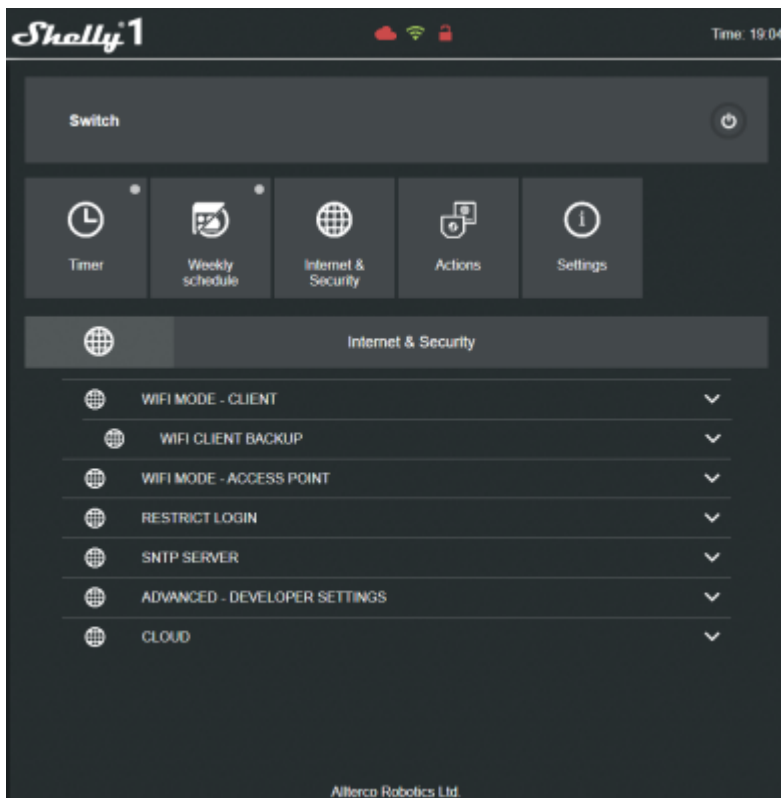 Shelly 1
Time: 19:04
Switch
Timer
Weekly
schedule
Internet &
Security
Actions
Settings
Internet & Security
WIFI MODE - CLIENT
WIFI CLIENT BACKUP
WIFI MODE - ACCESS POINT
RESTRICT LOGIN
SNTP SERVER
ADVANCED - DEVELOPER SETTINGS
CLOUD
Allterco Robotics Ltd.